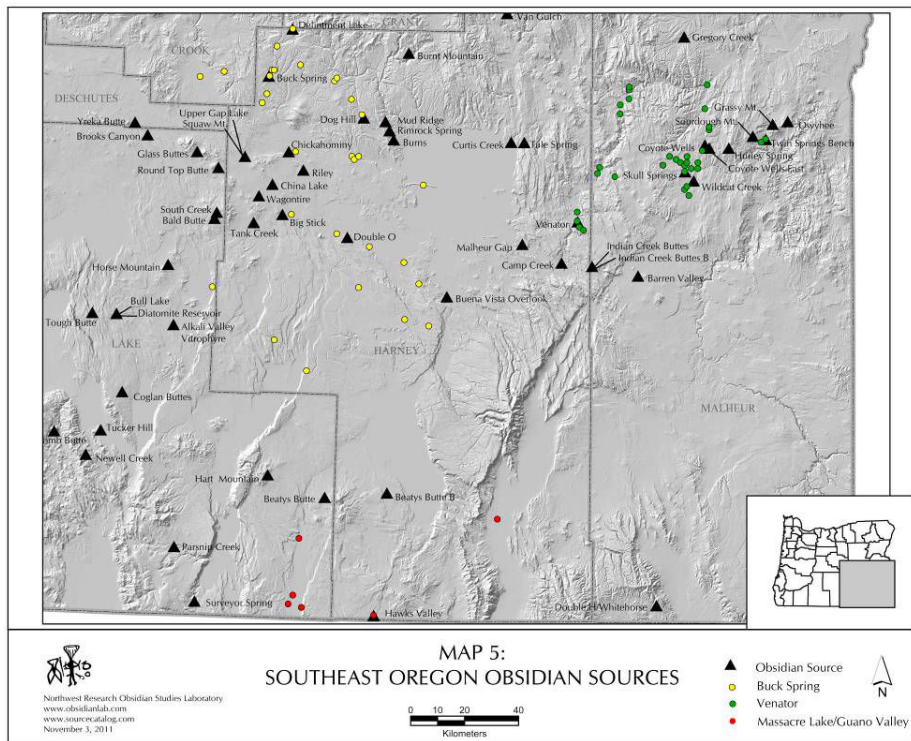 Van Gulch
Delintment Lake
GRANT
Gregory Creek
CROOK
Burnt Mountain
Buck Spring
DESCHUTES
Upper Gap Lake
Squaw Mt.
Dog Hill
Mud Ridge
Rimrock Spring
Burns
Grassy Mt.
Sourdough Mt.
Owyhee
Yreka Butte
Brooks Canyon
Chickahominy
Curtis Creek
Tule Spring
Coyote Wells
Twin Springs Bench
Honey Spring
Coyote Wells East
Glass Buttes
Round Top Butte
Riley
China Lake
Wagontire
Skull Springs
Wildcat Creek
South Creek
Bald Butte
Tank Creek
Big Stick
Double O
Venator
Malheur Gap
Indian Creek Buttes
Indian Creek Buttes B
Horse Mountain
Camp Creek
Barren Valley
Bull Lake
Diatomite Reservoir
Buena Vista Overlook
Tough Butte
Alkali Valley
Vitrophyre
LAKE
HARNEY
Coglan Buttes
MALHEUR
Tucker Hill
Butte
Newell Creek
Hart Mountain
Beatys Butte
Beatys Butte B
Parsnip Creek
Surveyor Spring
Hawks Valley
Double H/Whitehorse
MAP 5:
SOUTHEAST OREGON OBSIDIAN SOURCES
Northwest Research Obsidian Studies Laboratory
www.obsidianlab.com
www.sourcecatalog.com
November 3, 2011
0 10 20 40
Kilometers
Obsidian Source
Buck Spring
Venator
Massacre Lake/Guano Valley
N